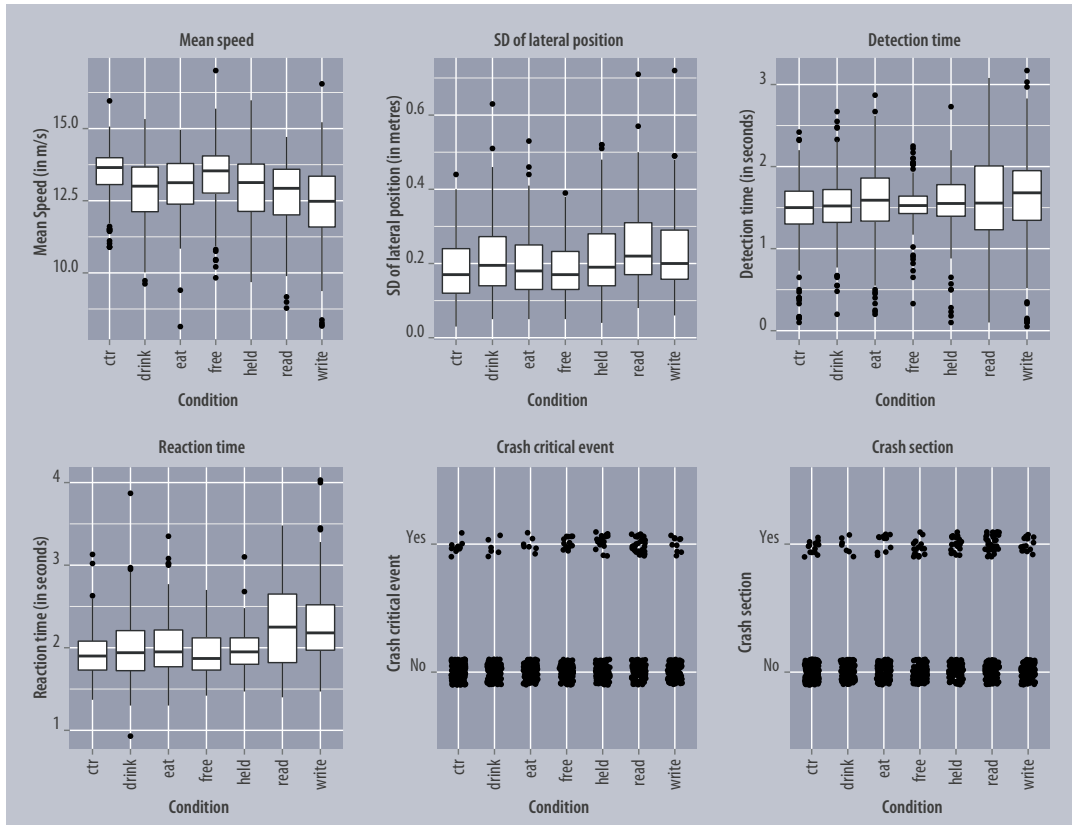 Mean speed
Mean Speed (in m/s)
15.0
12.5
10.0
ctr
drink
eat
free
held
read
write
Condition
SD of lateral position
SD of lateral position (in metres)
0.6
0.4
0.2
0.0
ctr
drink
eat
free
held
read
write
Condition
Detection time
Detection time (in seconds)
3
2
1
0
ctr
drink
eat
free
held
read
write
Condition
Reaction time
Reaction time (in seconds)
4
3
2
1
ctr
drink
eat
free
held
read
write
Condition
Crash critical event
Crash critical event
Yes
No
ctr
drink
eat
free
held
read
write
Condition
Crash section
Crash section
Yes
No
ctr
drink
eat
free
held
read
write
Condition